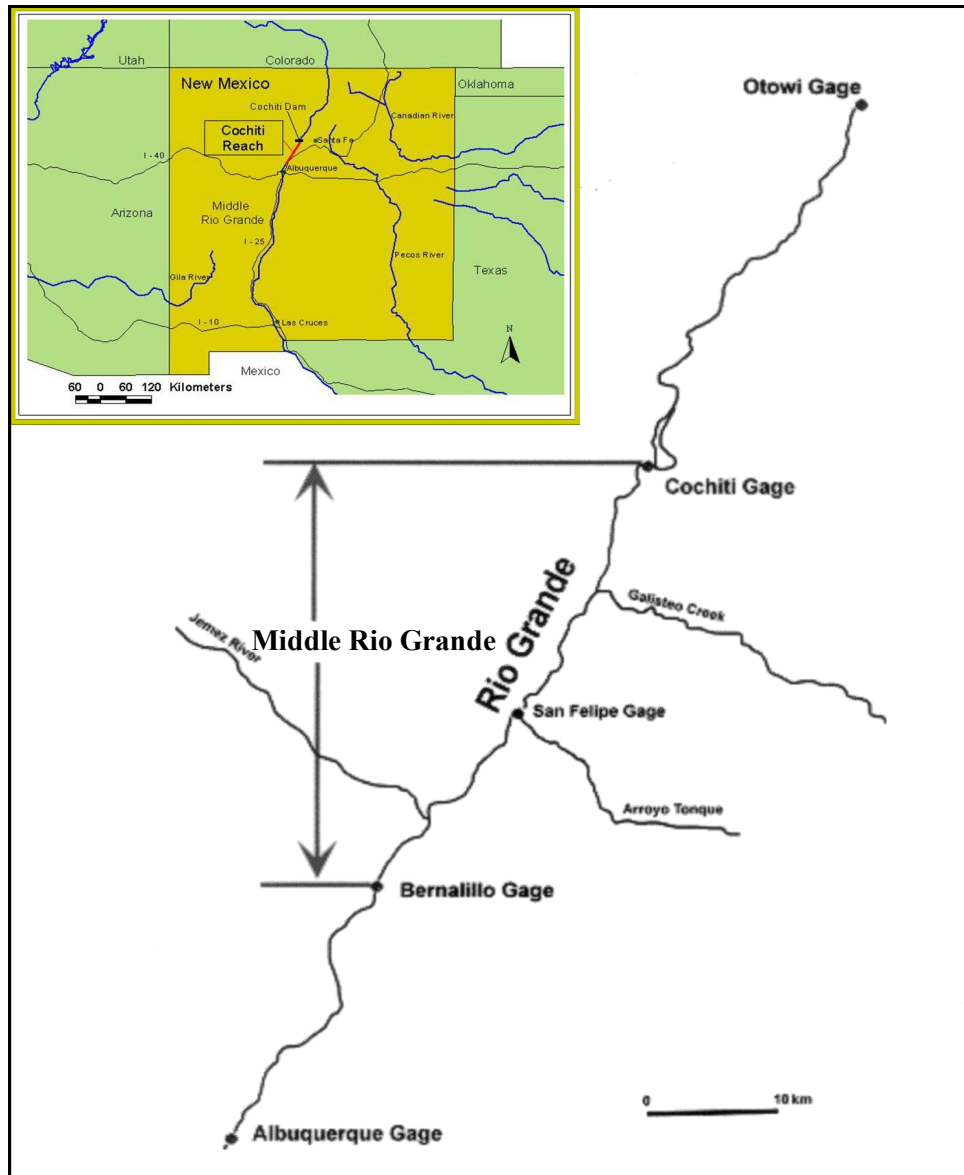 Utah
Colorado
Oklahoma
New Mexico
Cochiti Dam
Canadian River
Cochiti
Reach
Santa Fe
I - 40
Albuquerque
Arizona
Middle
Rio Grande
I - 25
Pecos River
Texas
Gila River
I - 10
Las Cruces
N
Mexico
60 0 60 120 Kilometers
Otowi Gage
Cochiti Gage
Galisteo Creek
Jemez River
Middle Rio Grande
Rio Grande
San Felipe Gage
Arroyo Tonque
Bernalillo Gage
0 10 km
Albuquerque Gage